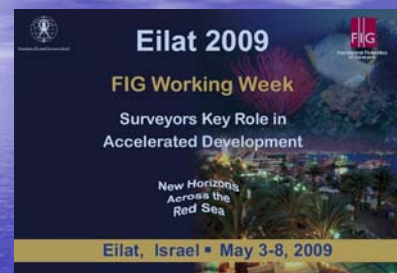 Eilat 2009
FIG
FIG Working Week
Surveyors Key Role in
Accelerated Development
New Horizons
Across the
Red Sea
Eilat, Israel ▪ May 3-8, 2009